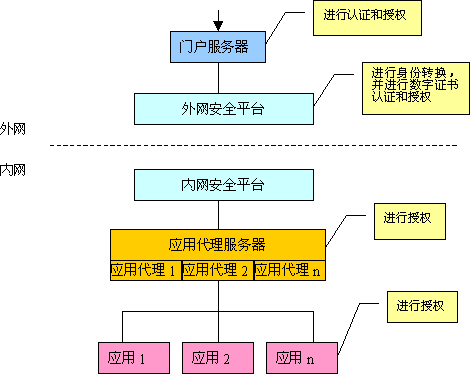 进行认证和授权
门户服务器
进行身份转换，
并进行数字证书
认证和授权
外网安全平台
外网
内网
内网安全平台
进行授权
应用代理服务器
应用代理 1 应用代理 2 应用代理 n
进行授权
应用 1 应用 2 应用 n